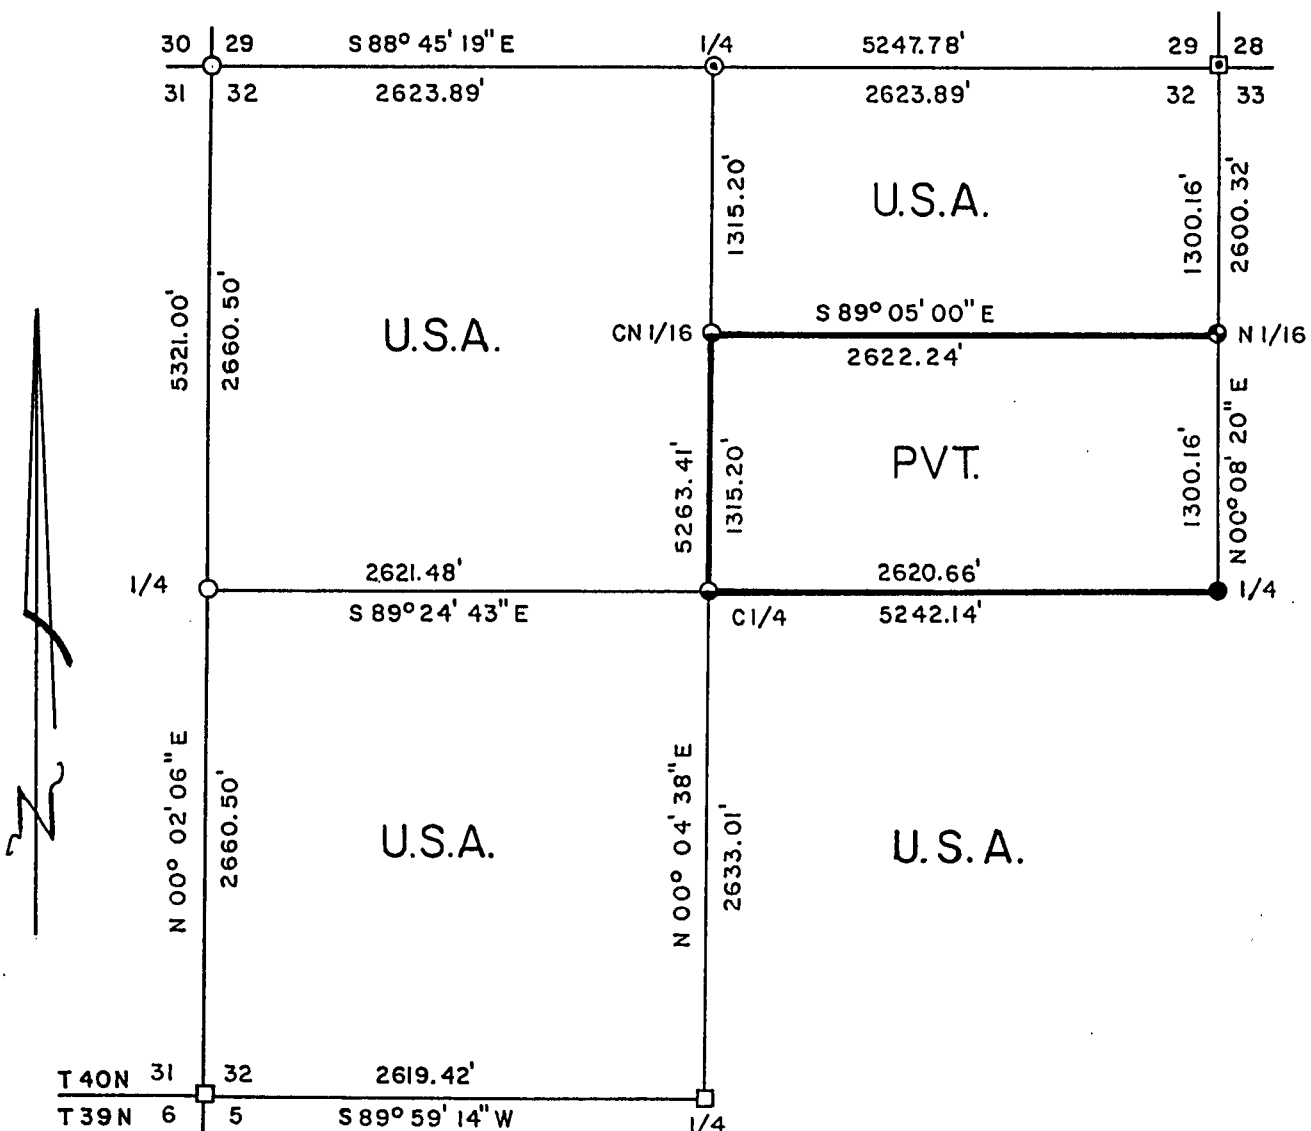 30 29 S 88° 45' 19" E 1/4 5247.78' 29 28
31 32 2623.89' 2623.89' 32 33
1315.20'
U.S.A.
1300.16'
2600.32'
5321.00'
2660.50'
U.S.A.
CN 1/16
S 89° 05' 00" E
2622.24'
N 1/16
5263.41'
1315.20'
PVT.
1300.16'
N 00° 08' 20" E
1/4
2621.48'
S 89° 24' 43" E
C 1/4
2620.66'
5242.14'
1/4
N
N 00° 02' 06" E
2660.50'
U.S.A.
N 00° 04' 38" E
2633.01'
U.S.A.
T 40N 31 32 2619.42'
T 39N 6 5 S 89° 59' 14" W 1/4